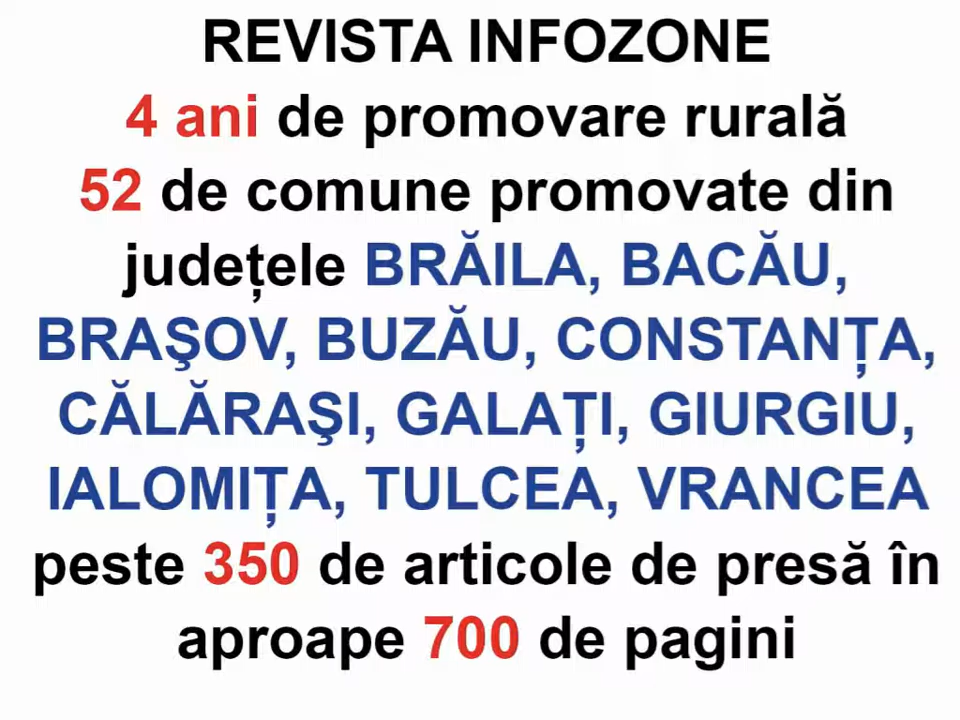 REVISTA INFOZONE
4 ani de promovare rurală
52 de comune promovate din
județele BRĂILA, BACĂU,
BRAŞOV, BUZĂU, CONSTANȚA,
CĂLĂRAŞI, GALAȚI, GIURGIU,
IALOMIȚA, TULCEA, VRANCEA
peste 350 de articole de presă în
aproape 700 de pagini